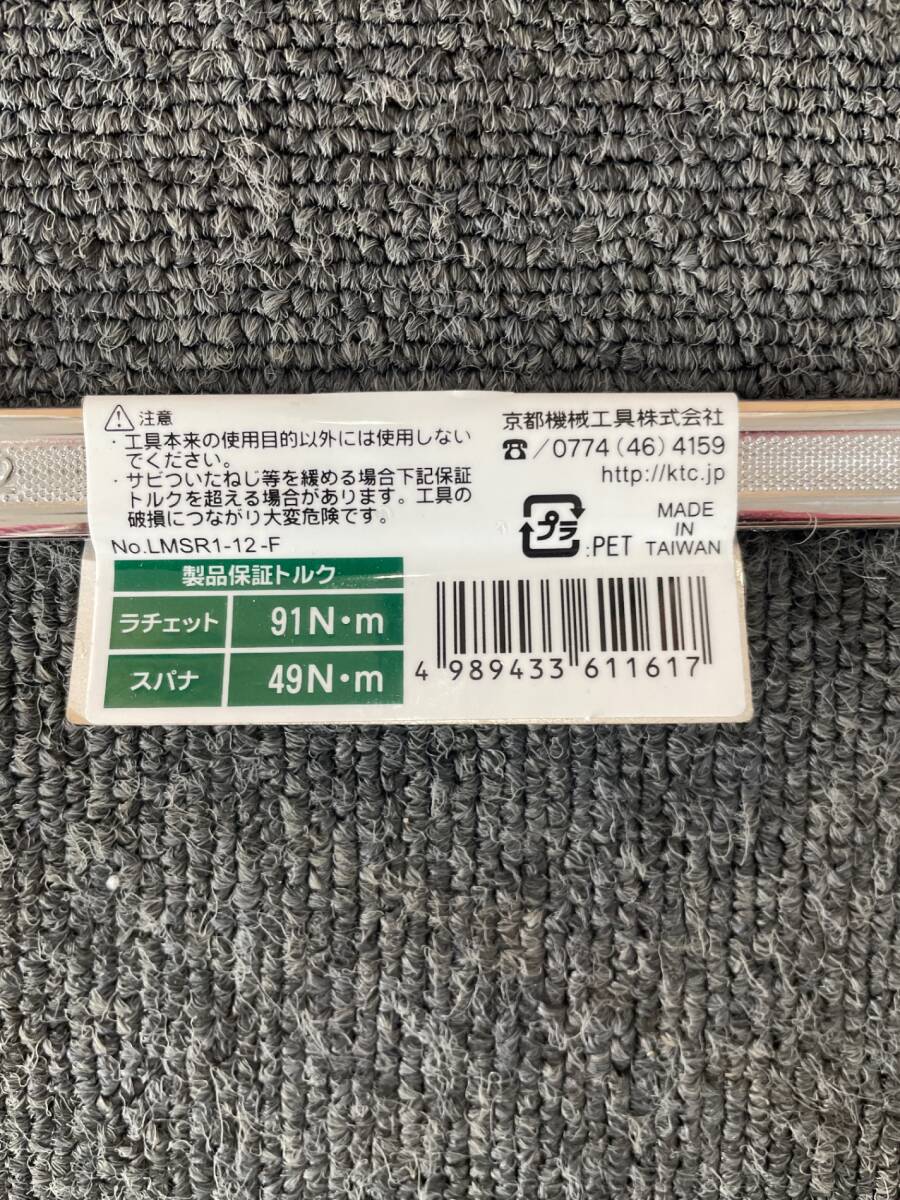 注意
・工具本来の使用目的以外には使用しない
でください。
・サビついたねじ等を緩める場合下記保証
トルクを超える場合があります。工具の
破損につながり大変危険です。
No.LMSR1-12-F
製品保証トルク
ラチェット 91N・m
スパナ 49N・m
京都機械工具株式会社
☎/0774(46)4159
http://ktc.jp
プラ
:PET
MADE
IN
TAIWAN
4 989433 611617